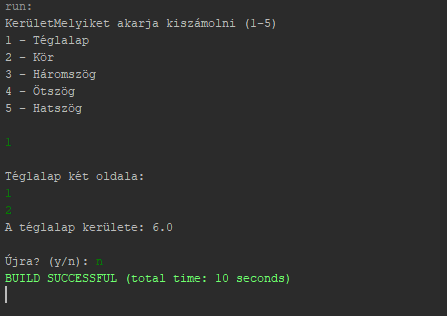 run:
KerületMelyiket akarja kiszámolni (1-5)
1 - Téglalap
2 - Kör
3 - Háromszög
4 - Ötszög
5 - Hatszög
1
Téglalap két oldala:
1
2
A téglalap kerülete: 6.0
Újra? (y/n): n
BUILD SUCCESSFUL (total time: 10 seconds)